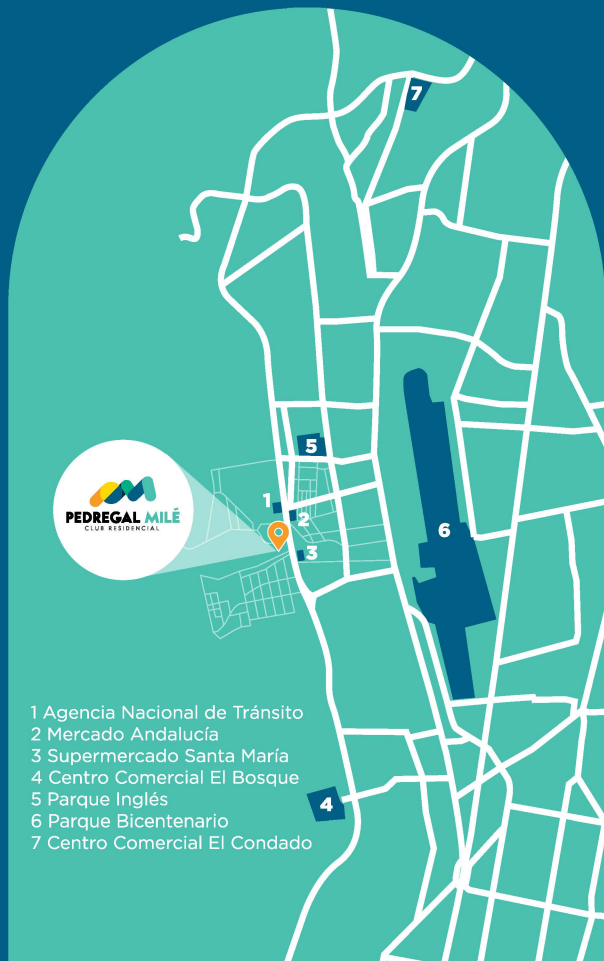 7
5
PEDREGAL MILÉ
CLUB RESIDENCIAL
1
2
6
3
1 Agencia Nacional de Tránsito
2 Mercado Andalucía
3 Supermercado Santa María
4 Centro Comercial El Bosque
5 Parque Inglés
6 Parque Bicentenario
7 Centro Comercial El Condado
4